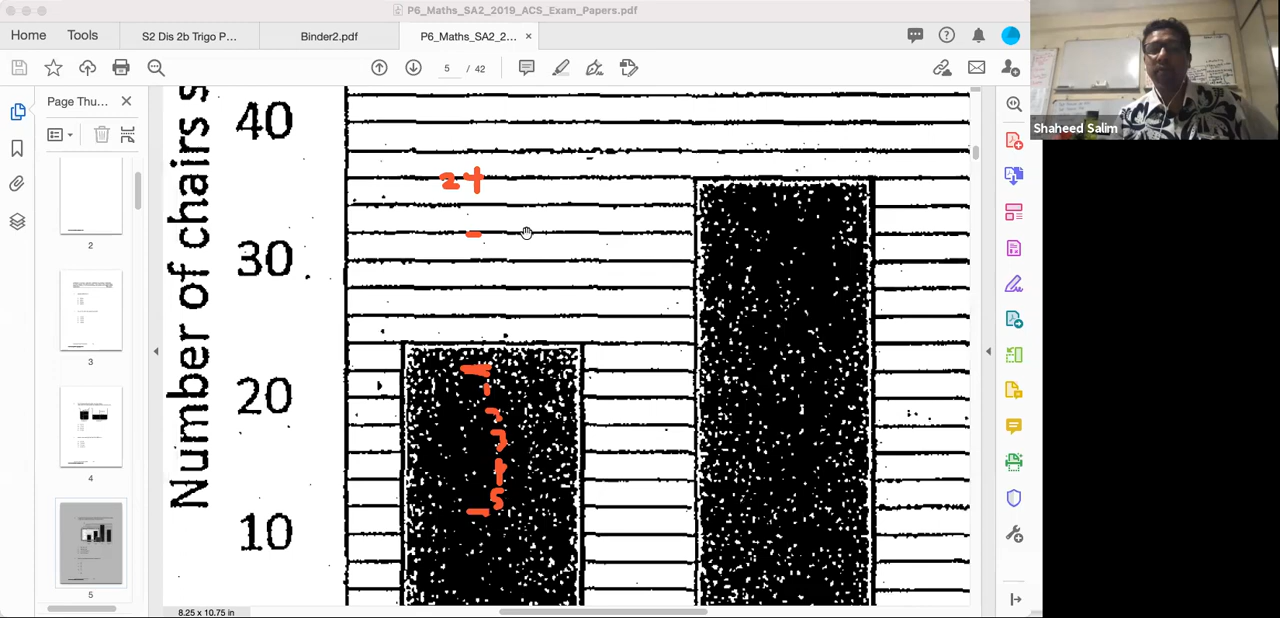 P6_Maths_SA2_2019_ACS_Exam_Papers.pdf
Home
Tools
S2 Dis 2b Trigo P...
Binder2.pdf
P6_Maths_SA2_2...
5 / 42
Page Thu...
2
3
4
5
Number of chairs
40
30
20
10
24
8.25 x 10.75 in
Shaheed Salim